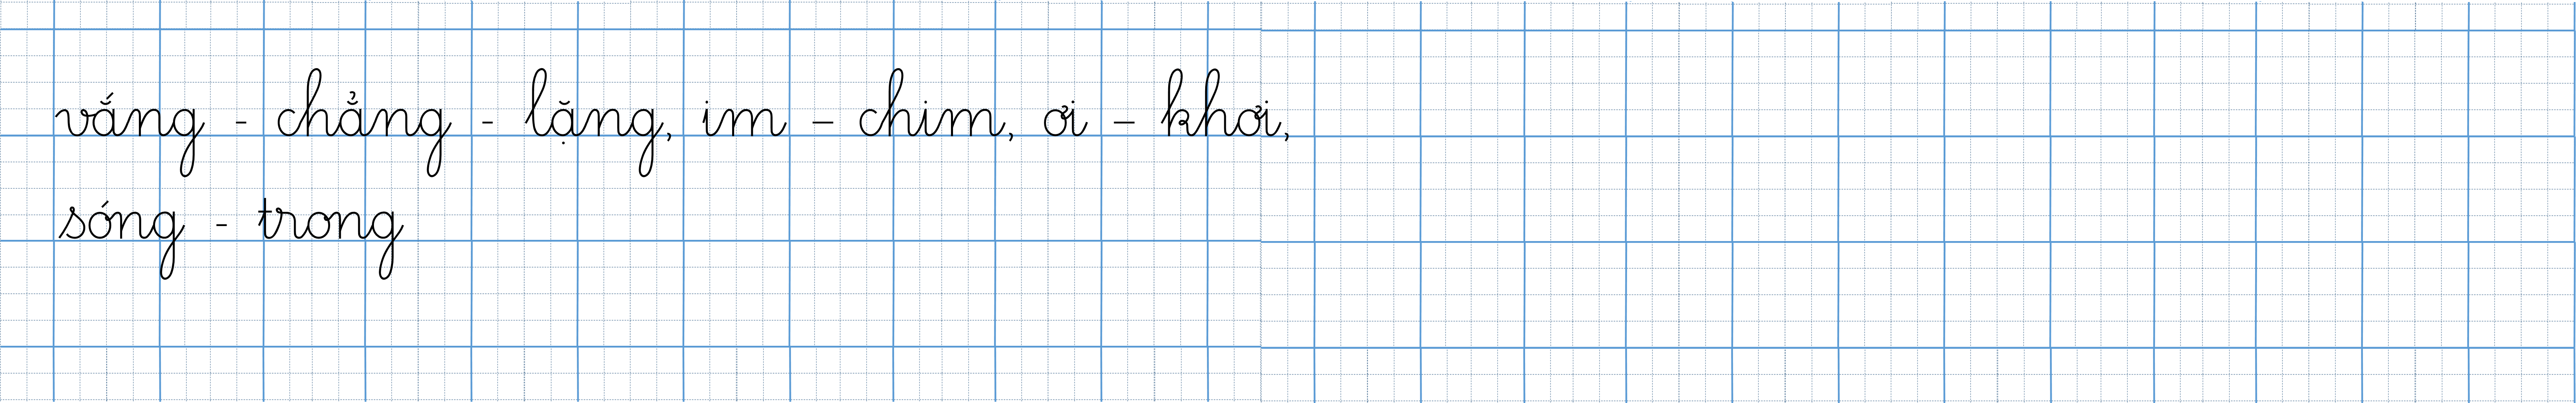 vắng - chẳng - lặng, im – chim, ơi – khơi,
sóng - trong